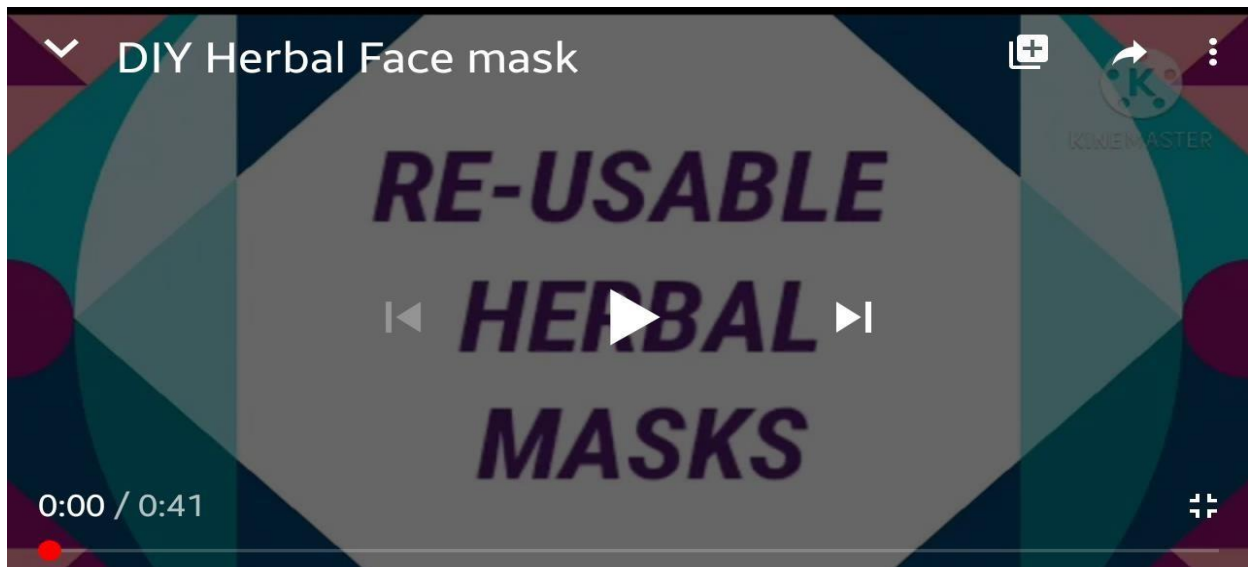 DIY Herbal Face mask
K
KINEMASTER
RE-USABLE
HERBAL
MASKS
0:00 / 0:41